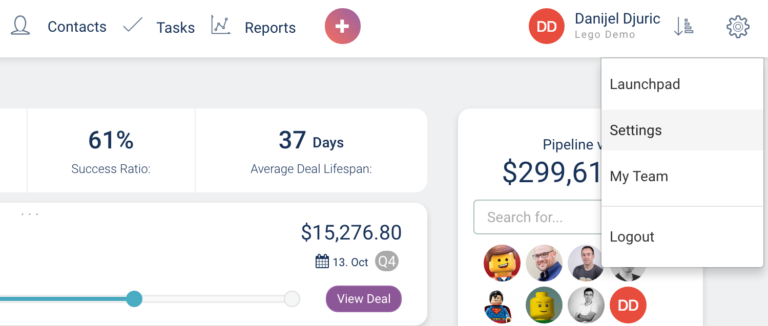 Contacts
Tasks
Reports
DD
Danijel Djuric
Lego Demo
Launchpad
Settings
My Team
Logout
61%
Success Ratio:
37 Days
Average Deal Lifespan:
Pipeline
$299,61
Search for...
$15,276.80
13. Oct Q4
View Deal
DD